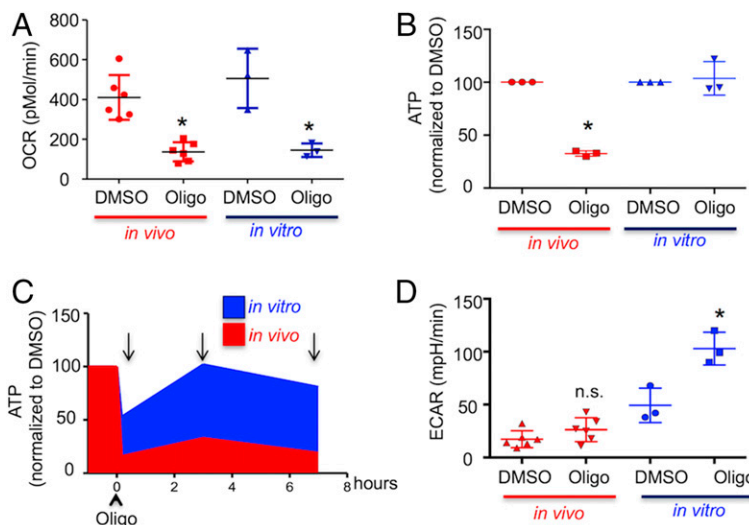 A
OCR (pMol/min)
800
600
400
200
0
*
*
DMSO Oligo DMSO Oligo
in vivo in vitro
B
ATP
(normalized to DMSO)
150
100
50
0
*
DMSO Oligo DMSO Oligo
in vivo in vitro
C
ATP
(normalized to DMSO)
150
100
50
0
in vitro
in vivo
0 2 4 6 8 hours
Oligo
D
ECAR (mpH/min)
150
100
50
0
n.s.
*
DMSO Oligo DMSO Oligo
in vivo in vitro